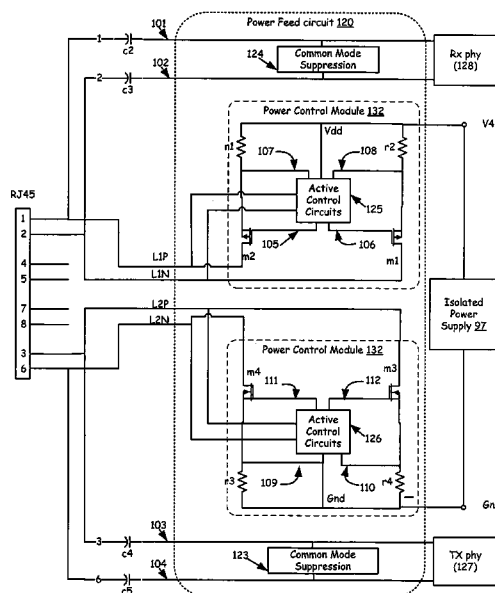 Power Feed circuit 120
1
101
c2
124
Common Mode
Suppression
Rx phy
(128)
2
102
c3
Power Control Module 132
V4
Vdd
r1
r2
107
108
RJ45
Active
Control
Circuits
125
1
2
4
5
7
8
3
6
105
106
m2
m1
L1P
L1N
L2P
L2N
Isolated
Power
Supply 97
Power Control Module 132
m4
m3
111
112
Active
Control
Circuits
126
r3
109
110
r4
Gnd
Gn
3
103
c4
123
Common Mode
Suppression
TX phy
(127)
6
104
c5